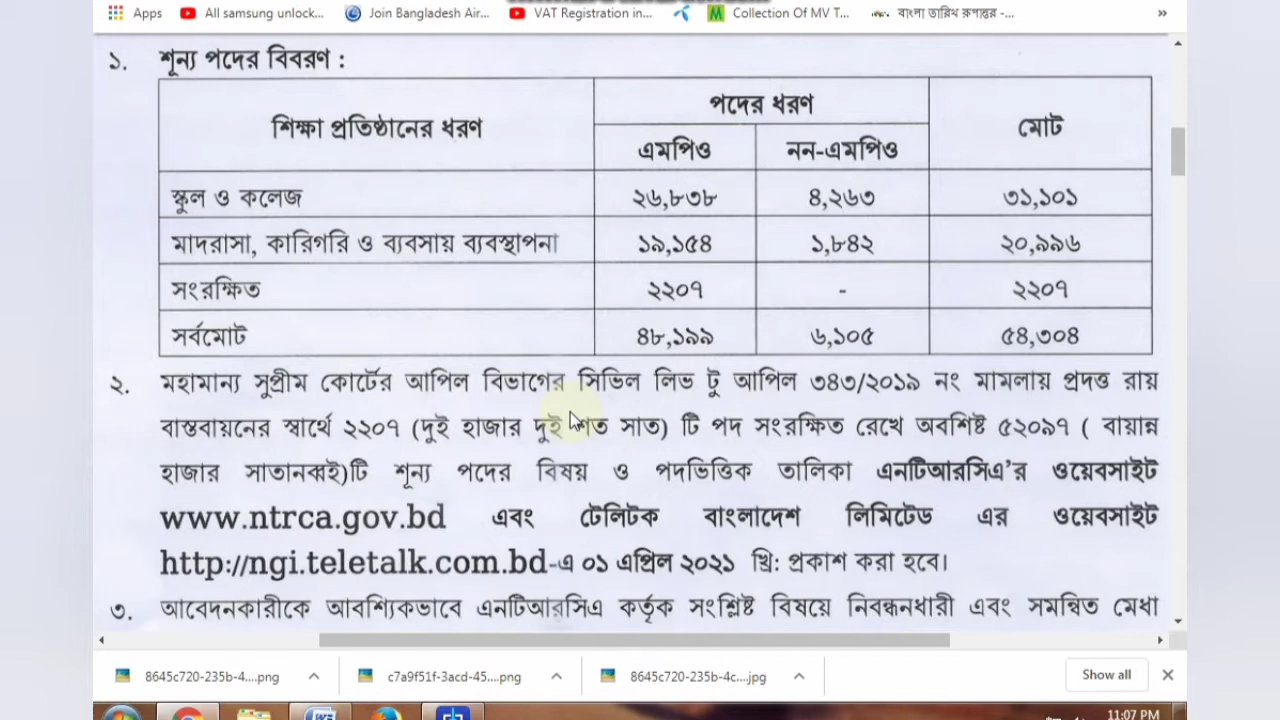 Apps All samsung unlock... Join Bangladesh Air... VAT Registration in... Collection Of MV T... বাংলা তারিখ রূপান্তর -... »
১. শূন্য পদের বিবরণ :
শিক্ষা প্রতিষ্ঠানের ধরণ পদের ধরণ মোট
এমপিও নন-এমপিও
স্কুল ও কলেজ ২৬,৮৩৮ ৪,২৬৩ ৩১,১০১
মাদরাসা, কারিগরি ও ব্যবসায় ব্যবস্থাপনা ১৯,১৫৪ ১,৮৪২ ২০,৯৯৬
সংরক্ষিত ২২০৭ - ২২০৭
সর্বমোট ৪৮,১৯৯ ৬,১০৫ ৫৪,৩০৪
২. মহামান্য সুপ্রীম কোর্টের আপিল বিভাগের সিভিল লিভ টু আপিল ৩৪৩/২০১৯ নং মামলায় প্রদত্ত রায়
বাস্তবায়নের স্বার্থে ২২০৭ (দুই হাজার দুই শত সাত) টি পদ সংরক্ষিত রেখে অবশিষ্ট ৫২০৯৭ ( বায়ান্ন
হাজার সাতানব্বই)টি শূন্য পদের বিষয় ও পদভিত্তিক তালিকা এনটিআরসিএ'র ওয়েবসাইট
www.ntrca.gov.bd এবং টেলিটক বাংলাদেশ লিমিটেড এর ওয়েবসাইট
http://ngi.teletalk.com.bd-এ ০১ এপ্রিল ২০২১ খ্রি: প্রকাশ করা হবে।
৩. আবেদনকারীকে আবশ্যিকভাবে এনটিআরসিএ কর্তৃক সংশ্লিষ্ট বিষয়ে নিবন্ধনধারী এবং সমন্বিত মেধা
8645c720-235b-4....png c7a9f51f-3acd-45....png 8645c720-235b-4c....jpg Show all
11:07 PM